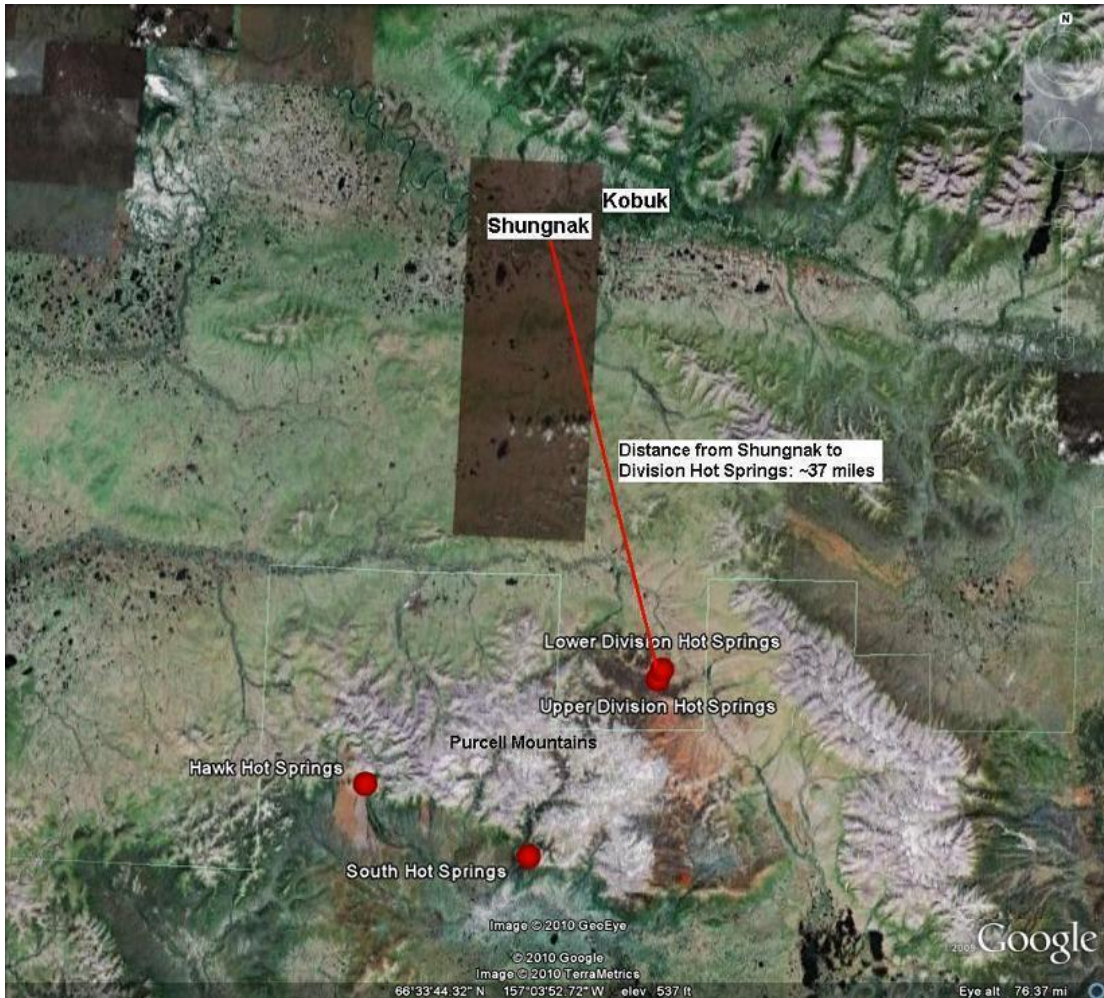 N
Kobuk
Shungnak
Distance from Shungnak to
Division Hot Springs: ~37 miles
Lower Division Hot Springs
Upper Division Hot Springs
Purcell Mountains
Hawk Hot Springs
South Hot Springs
Image © 2010 GeoEye
© 2010 Google
Image © 2010 TerraMetrics
©2009 Google
66°33'44.32" N 157°03'52.72" W elev 537 ft
Eye alt 76.37 mi